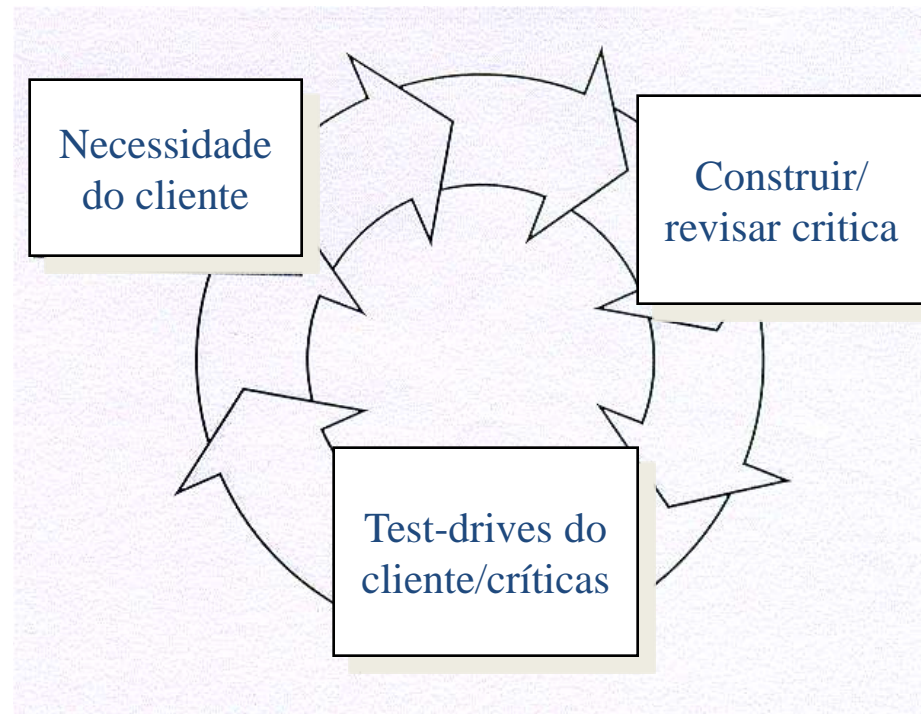 Necessidade
do cliente
Construir/
revisar critica
Test-drives do
cliente/críticas